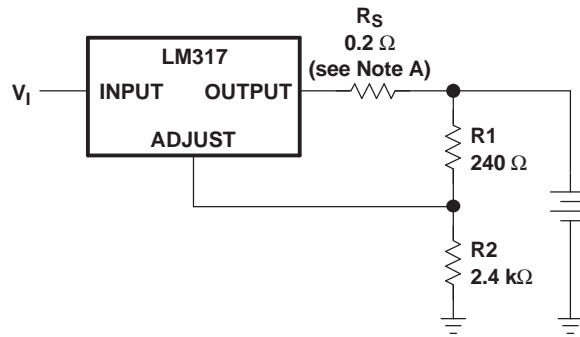 R_S
0.2 Ω
(see Note A)
LM317
V_I
INPUT
OUTPUT
ADJUST
R1
240 Ω
R2
2.4 kΩ